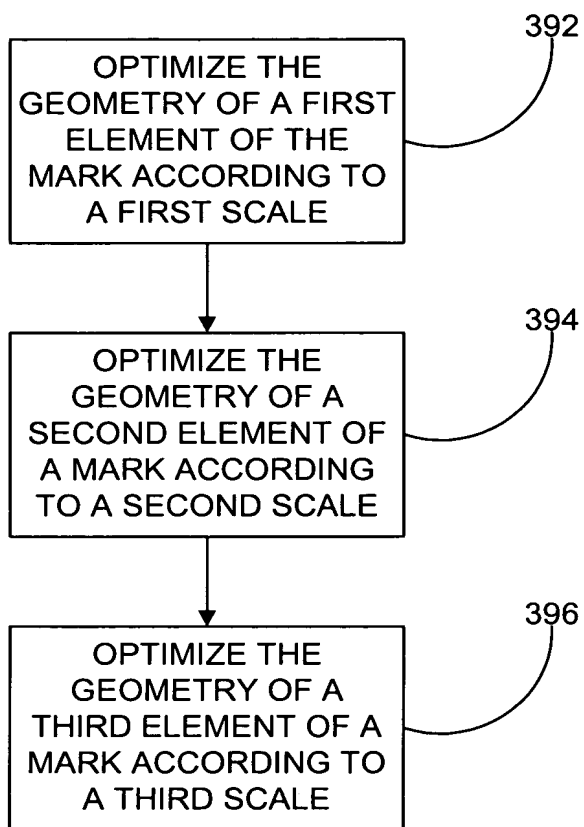 392
OPTIMIZE THE
GEOMETRY OF A FIRST
ELEMENT OF THE
MARK ACCORDING TO
A FIRST SCALE
394
OPTIMIZE THE
GEOMETRY OF A
SECOND ELEMENT OF
A MARK ACCORDING
TO A SECOND SCALE
396
OPTIMIZE THE
GEOMETRY OF A
THIRD ELEMENT OF A
MARK ACCORDING TO
A THIRD SCALE